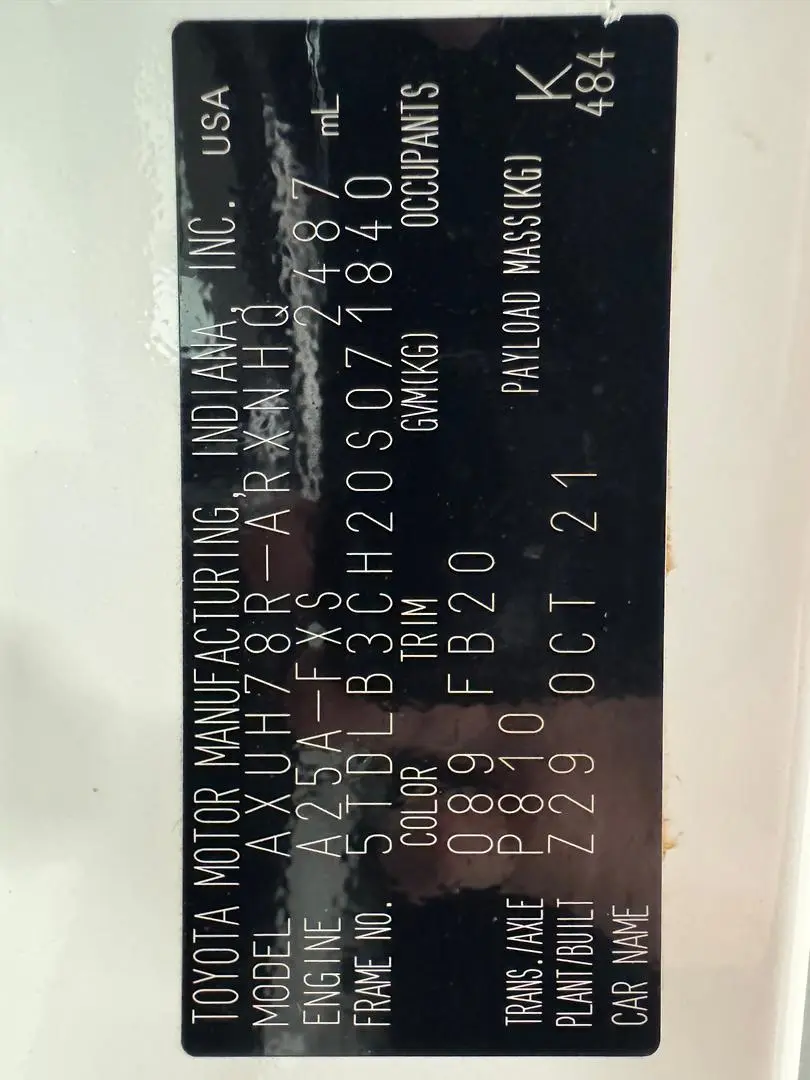 TOYOTA MOTOR MANUFACTURING, INDIANA, INC. USA
MODEL AXUH78R-ARXNHQ
ENGINE A25A-FXS 2487 mL
FRAME NO. 5TDLB3CH20S071840
COLOR TRIM GVM(KG) OCCUPANTS
089 FB20
TRANS./AXLE P810 PAYLOAD MASS(KG)
PLANT/BUILT Z29 OCT 21 K
484
CAR NAME